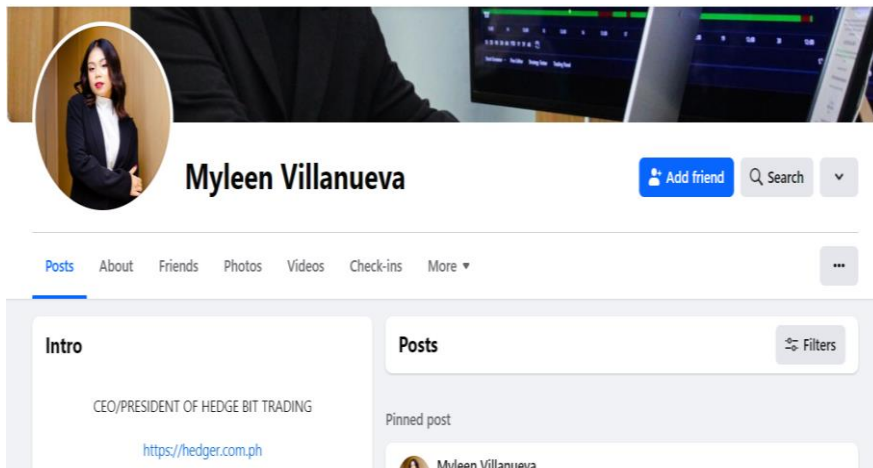 Myleen Villanueva
Add friend
Search
Posts About Friends Photos Videos Check-ins More
Intro
CEO/PRESIDENT OF HEDGE BIT TRADING
https://hedger.com.ph
Posts
Filters
Pinned post
Myleen Villanueva